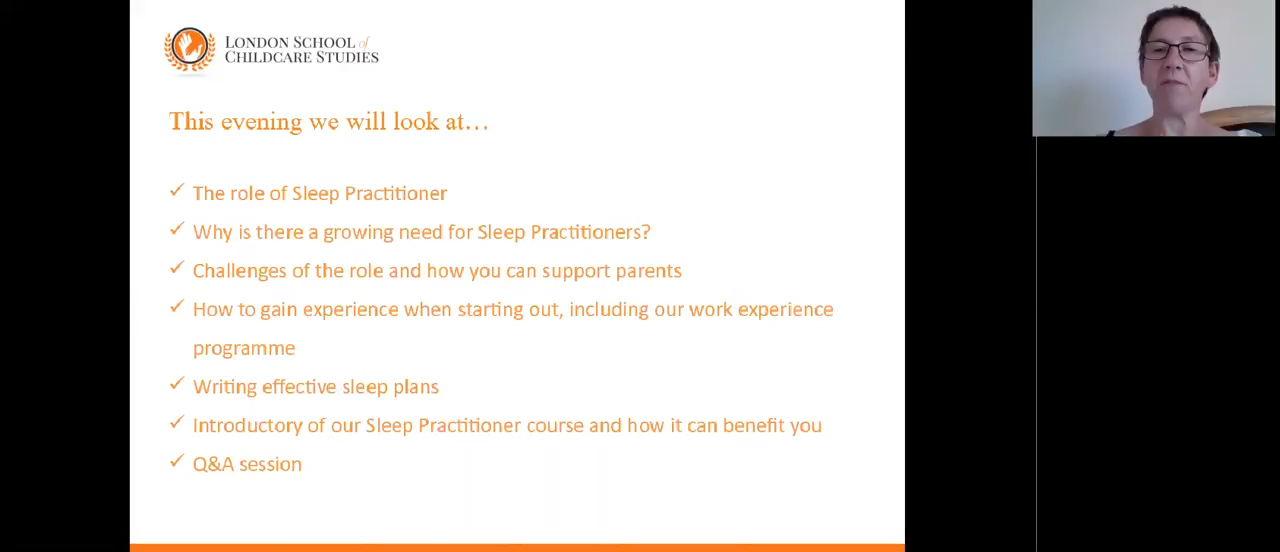 LONDON SCHOOL of
CHILDCARE STUDIES
This evening we will look at…
✓ The role of Sleep Practitioner
✓ Why is there a growing need for Sleep Practitioners?
✓ Challenges of the role and how you can support parents
✓ How to gain experience when starting out, including our work experience
programme
✓ Writing effective sleep plans
✓ Introductory of our Sleep Practitioner course and how it can benefit you
✓ Q&A session